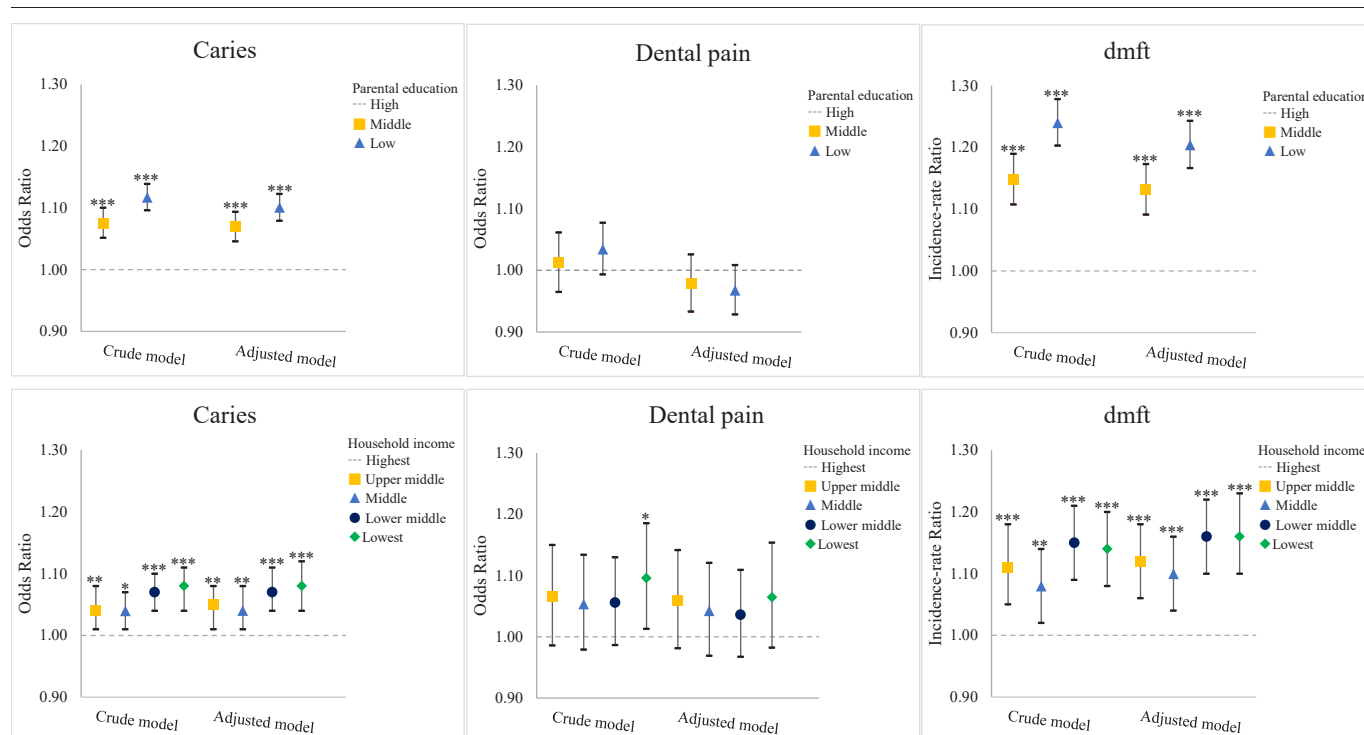 Caries
1.30
1.20
1.10
1.00
0.90
Odds Ratio
Parental education
High
Middle
Low
***
***
***
***
Crude model
Adjusted model
Dental pain
1.30
1.20
1.10
1.00
0.90
Odds Ratio
Parental education
High
Middle
Low
Crude model
Adjusted model
dmft
1.30
1.20
1.10
1.00
0.90
Incidence-rate Ratio
Parental education
High
Middle
Low
***
***
***
***
Crude model
Adjusted model
Caries
1.30
1.20
1.10
1.00
0.90
Odds Ratio
Household income
Highest
Upper middle
Middle
Lower middle
Lowest
**
*
***
***
**
**
***
***
Crude model
Adjusted model
Dental pain
1.30
1.20
1.10
1.00
0.90
Odds Ratio
Household income
Highest
Upper middle
Middle
Lower middle
Lowest
*
Crude model
Adjusted model
dmft
1.30
1.20
1.10
1.00
0.90
Incidence-rate Ratio
Household income
Highest
Upper middle
Middle
Lower middle
Lowest
***
**
***
***
***
***
***
***
Crude model
Adjusted model